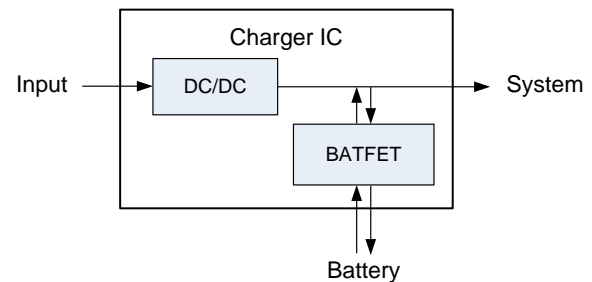 Charger IC
Input
DC/DC
System
BATFET
Battery